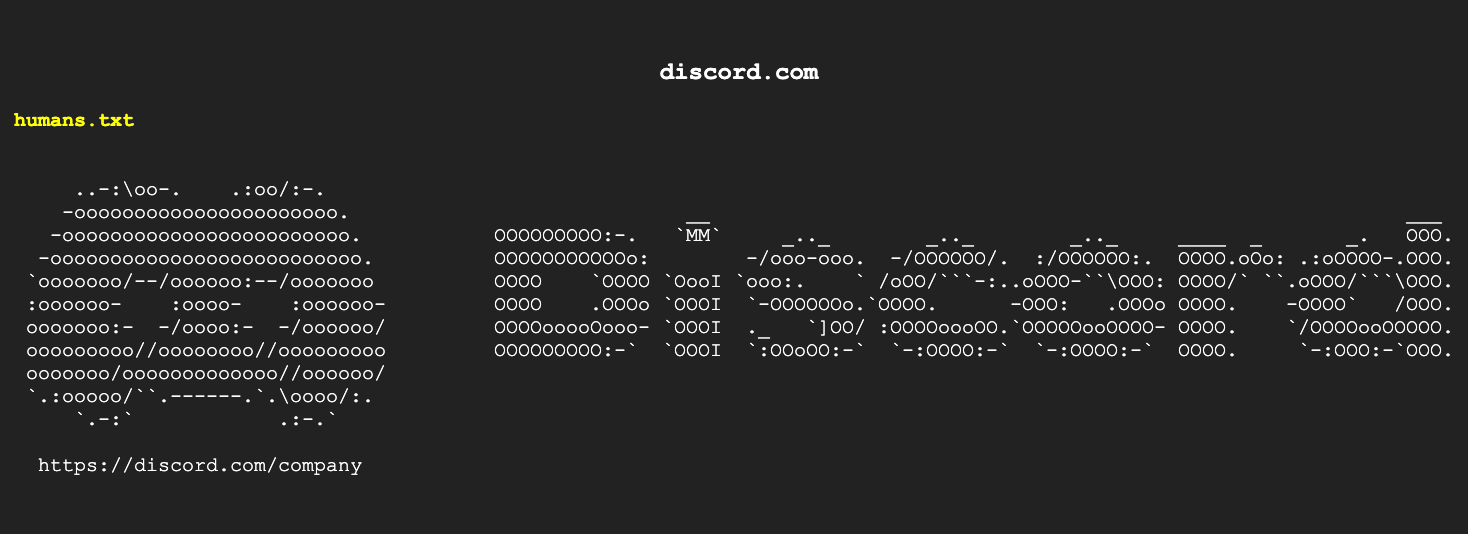 discord.com
humans.txt
     ..-:\oo-.    .:oo/:-.
    -oooooooooooooooooooooo.                            __                                                          ___
   -oooooooooooooooooooooooo.           OOOOOOOOO:-.   `MM`     _.._        _.._        _.._     ____  _       _.   OOO.
  -oooooooooooooooooooooooooo.          OOOOOOOOOOOo:        -/ooo-ooo.  -/OOOOOO/.  :/OOOOOO:.  OOOO.oOo: .:oOOOO-.OOO.
 `ooooooo/--/oooooo:--/ooooooo          OOOO    `OOOO `OooI `ooo:.    ` /oOO/```-:..oOOO-``\OOO: OOOO/` ``.oOOO/```\OOO.
 :oooooo-    :oooo-    :oooooo-         OOOO    .OOOo `OOOI  `-OOOOOOo.`OOOO.      -OOO:   .OOOo OOOO.    -OOOO`   /OOO.
 ooooooo:-  -/oooo:-  -/oooooo/         OOOOooooOooo- `OOOI  ._   `]OO/ :OOOOoooOO.`OOOOOooOOOO- OOOO.    `/OOOOooOOOOO.
 ooooooooo//oooooooo//ooooooooo         OOOOOOOOO:-`  `OOOI  `:OOoOO:-`  `-:OOOO:-`  `-:OOOO:-`  OOOO.     `-:OOO:-`OOO.
 ooooooo/ooooooooooooo//oooooo/
 `.:ooooo/``.------.`.\oooo/:.
     `.-:`            .:-.`
https://discord.com/company